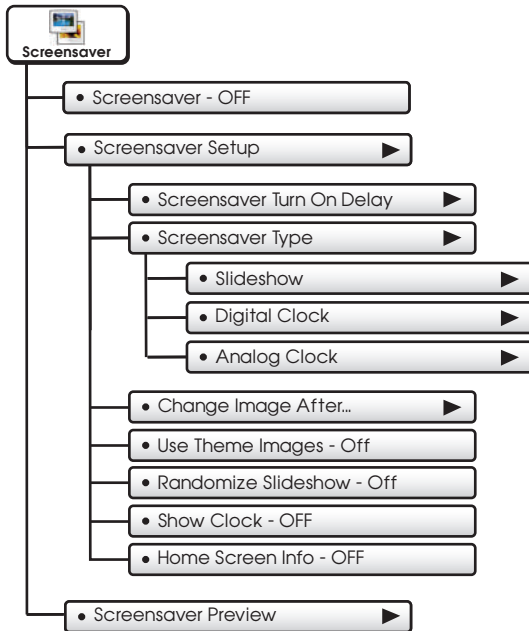 Screensaver
• Screensaver - OFF
• Screensaver Setup
• Screensaver Turn On Delay
• Screensaver Type
• Slideshow
• Digital Clock
• Analog Clock
• Change Image After...
• Use Theme Images - Off
• Randomize Slideshow - Off
• Show Clock - OFF
• Home Screen Info - OFF
• Screensaver Preview